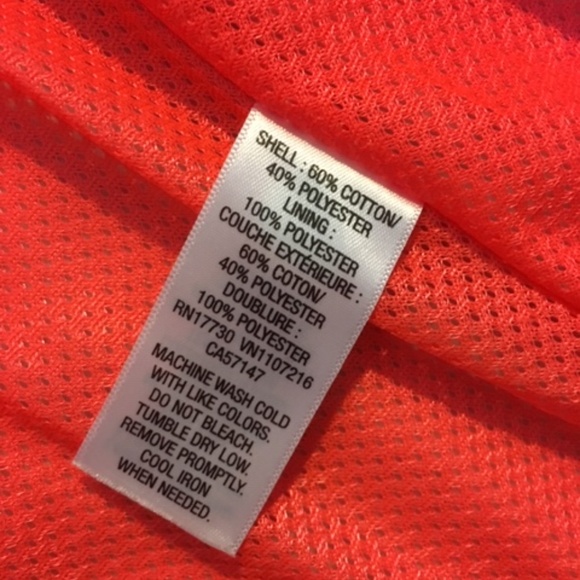 SHELL : 60% COTTON/
40% POLYESTER
LINING :
100% POLYESTER
COUCHE EXTÉRIEURE :
60% COTON/
40% POLYESTER
DOUBLURE :
100% POLYESTER
RN17730 VN1107216
CA57147
MACHINE WASH COLD
WITH LIKE COLORS.
DO NOT BLEACH.
TUMBLE DRY LOW.
REMOVE PROMPTLY.
COOL IRON
WHEN NEEDED.